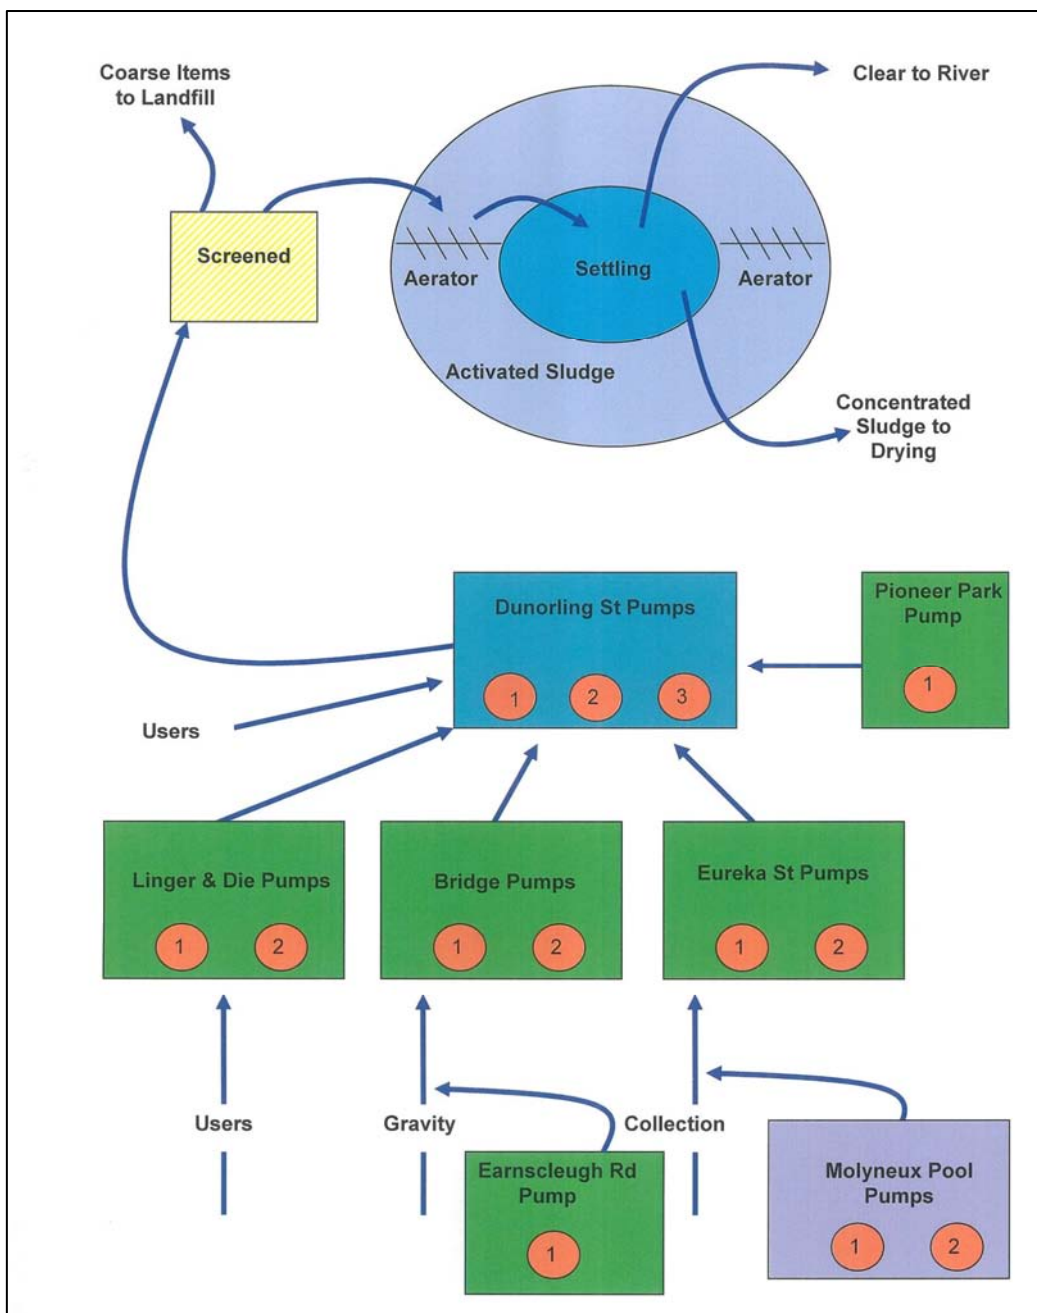 Coarse Items
to Landfill
Clear to River
Screened
Aerator
Settling
Aerator
Activated Sludge
Concentrated
Sludge to
Drying
Dunorling St Pumps
1
2
3
Pioneer Park
Pump
1
Users
Linger & Die Pumps
1
2
Bridge Pumps
1
2
Eureka St Pumps
1
2
Users
Gravity
Collection
Earnscleugh Rd
Pump
1
Molyneux Pool
Pumps
1
2